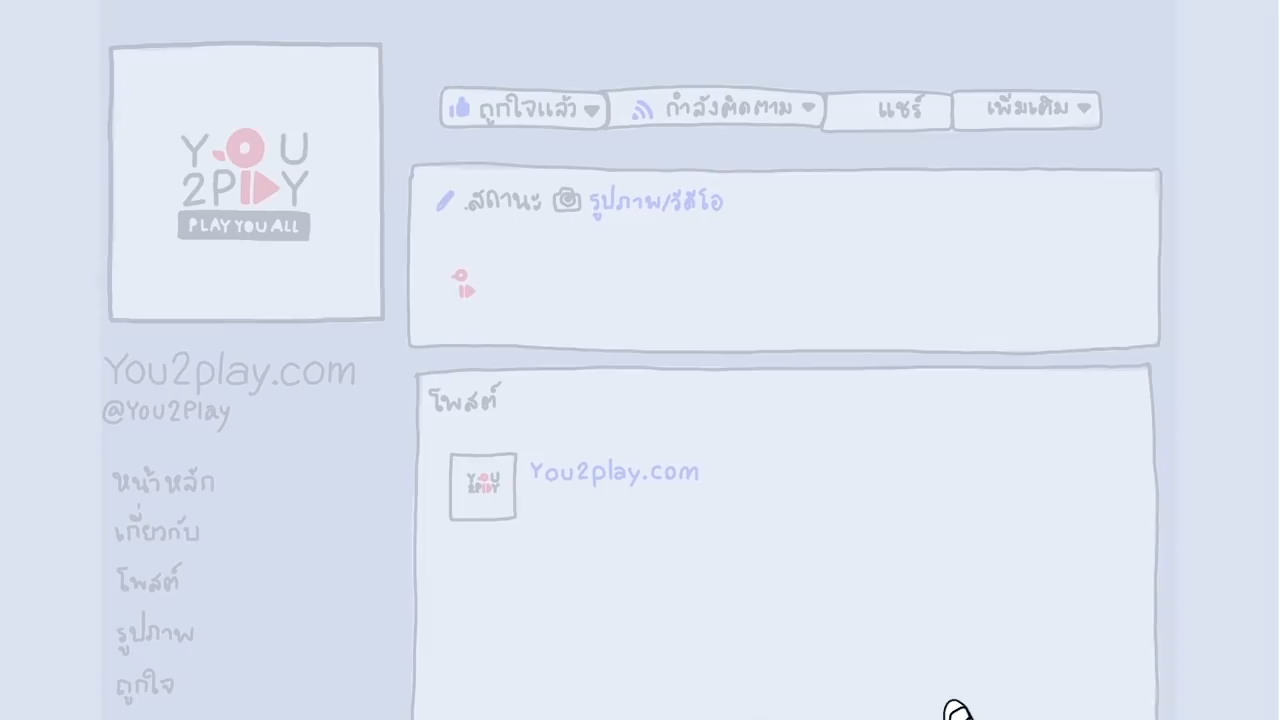 YOU
2PLAY
PLAY YOU ALL
ถูกใจแล้ว กำลังติดตาม แชร์ เพิ่มเติม
.สถานะ รูปภาพ/วีดีโอ
You2play.com
@You2Play
หน้าหลัก
เกี่ยวกับ
โพสต์
รูปภาพ
ถูกใจ
โพสต์
YOU
2PLAY
You2play.com